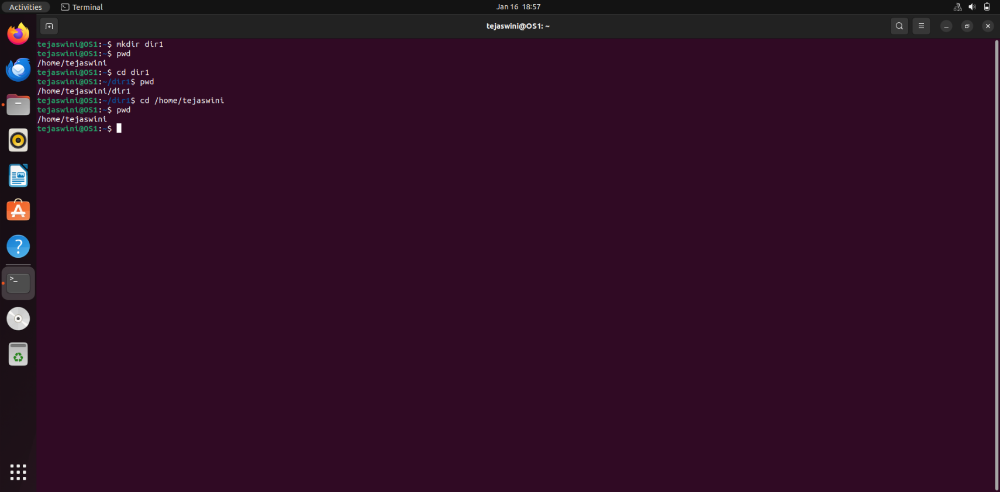 Activities
Terminal
Jan 16 18:57
tejaswini@OS1: ~
tejaswini@OS1:~$ mkdir dir1
tejaswini@OS1:~$ pwd
/home/tejaswini
tejaswini@OS1:~$ cd dir1
tejaswini@OS1:~/dir1$ pwd
/home/tejaswini/dir1
tejaswini@OS1:~/dir1$ cd /home/tejaswini
tejaswini@OS1:~$ pwd
/home/tejaswini
tejaswini@OS1:~$